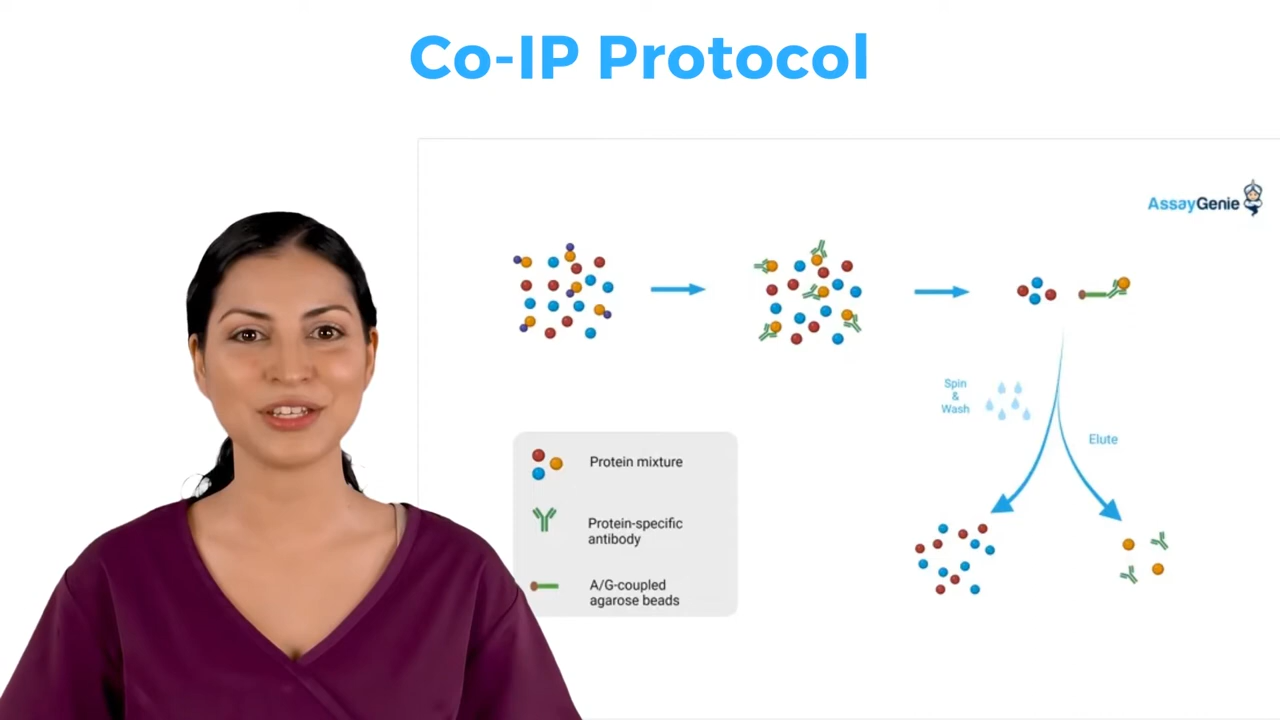 Co-IP Protocol
AssayGenie
Spin
&
Wash
Elute
Protein mixture
Protein-specific
antibody
A/G-coupled
agarose beads